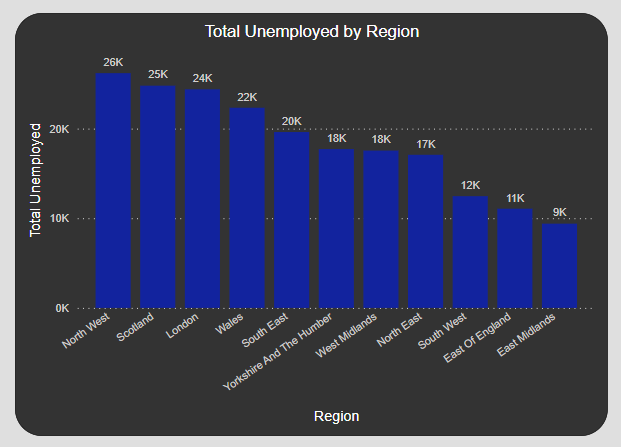 Total Unemployed by Region
Total Unemployed
20K
10K
0K
26K
25K
24K
22K
20K
18K
18K
17K
12K
11K
9K
North West
Scotland
London
Wales
South East
Yorkshire And The Humber
West Midlands
North East
South West
East Of England
East Midlands
Region